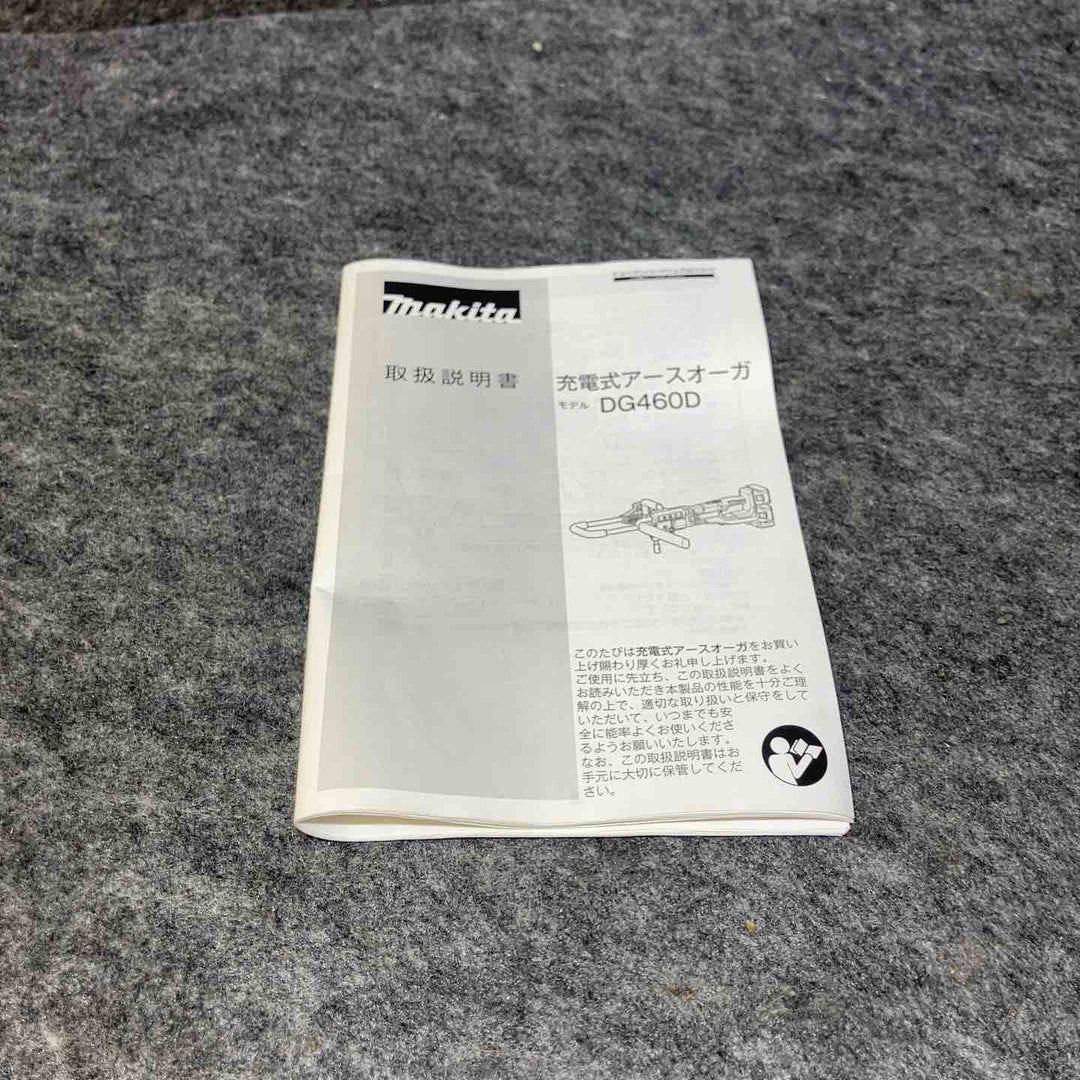 makita
取扱説明書
充電式アースオーガ
モデル DG460D
このたびは充電式アースオーガをお買い
上げ賜わり厚くお礼申し上げます。
ご使用に先立ち、この取扱説明書をよく
お読みいただき本製品の性能を十分ご理
解の上で、適切な取り扱いと保守をして
いただいて、いつまでも安
全に能率よくお使いくださ
るようお願いいたします。
なお、この取扱説明書はお
手元に大切に保管してくだ
さい。